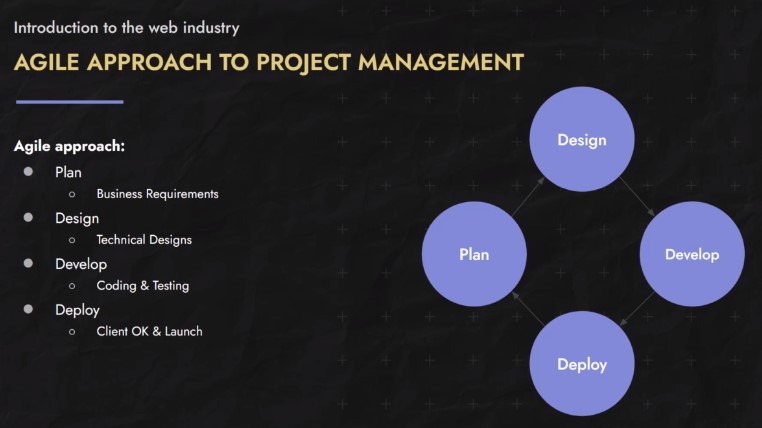 Introduction to the web industry
AGILE APPROACH TO PROJECT MANAGEMENT
Agile approach:
Plan
Business Requirements
Design
Technical Designs
Develop
Coding & Testing
Deploy
Client OK & Launch
Design
Plan
Develop
Deploy